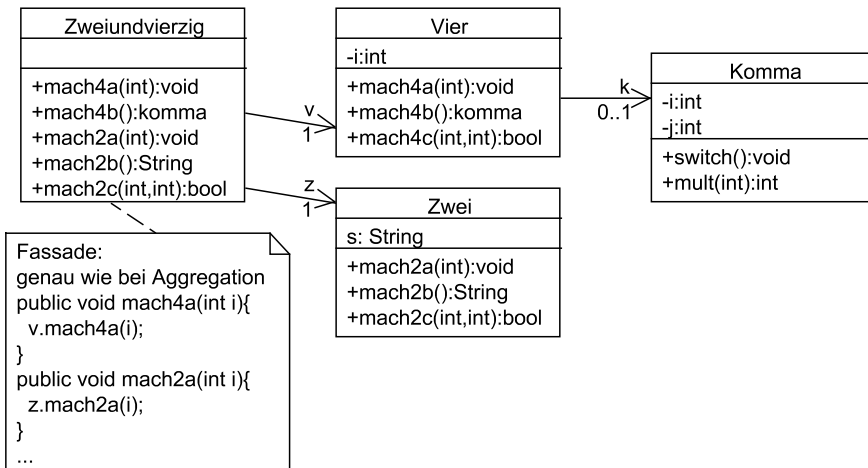 Zweiundvierzig
+mach4a(int):void
+mach4b():komma
+mach2a(int):void
+mach2b():String
+mach2c(int,int):bool
v
1
z
1
Vier
-i:int
+mach4a(int):void
+mach4b():komma
+mach4c(int,int):bool
k
0..1
Komma
-i:int
-j:int
+switch():void
+mult(int):int
Zwei
s: String
+mach2a(int):void
+mach2b():String
+mach2c(int,int):bool
Fassade:
genau wie bei Aggregation
public void mach4a(int i){
v.mach4a(i);
}
public void mach2a(int i){
z.mach2a(i);
}
...